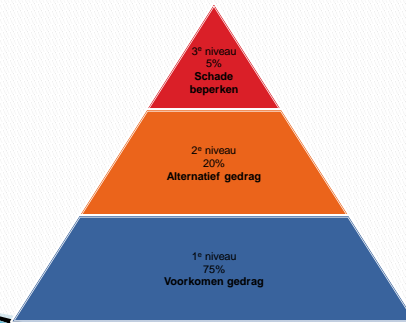 3ᵉ niveau
5%
Schade
beperken
2ᵉ niveau
20%
Alternatief gedrag
1ᵉ niveau
75%
Voorkomen gedrag